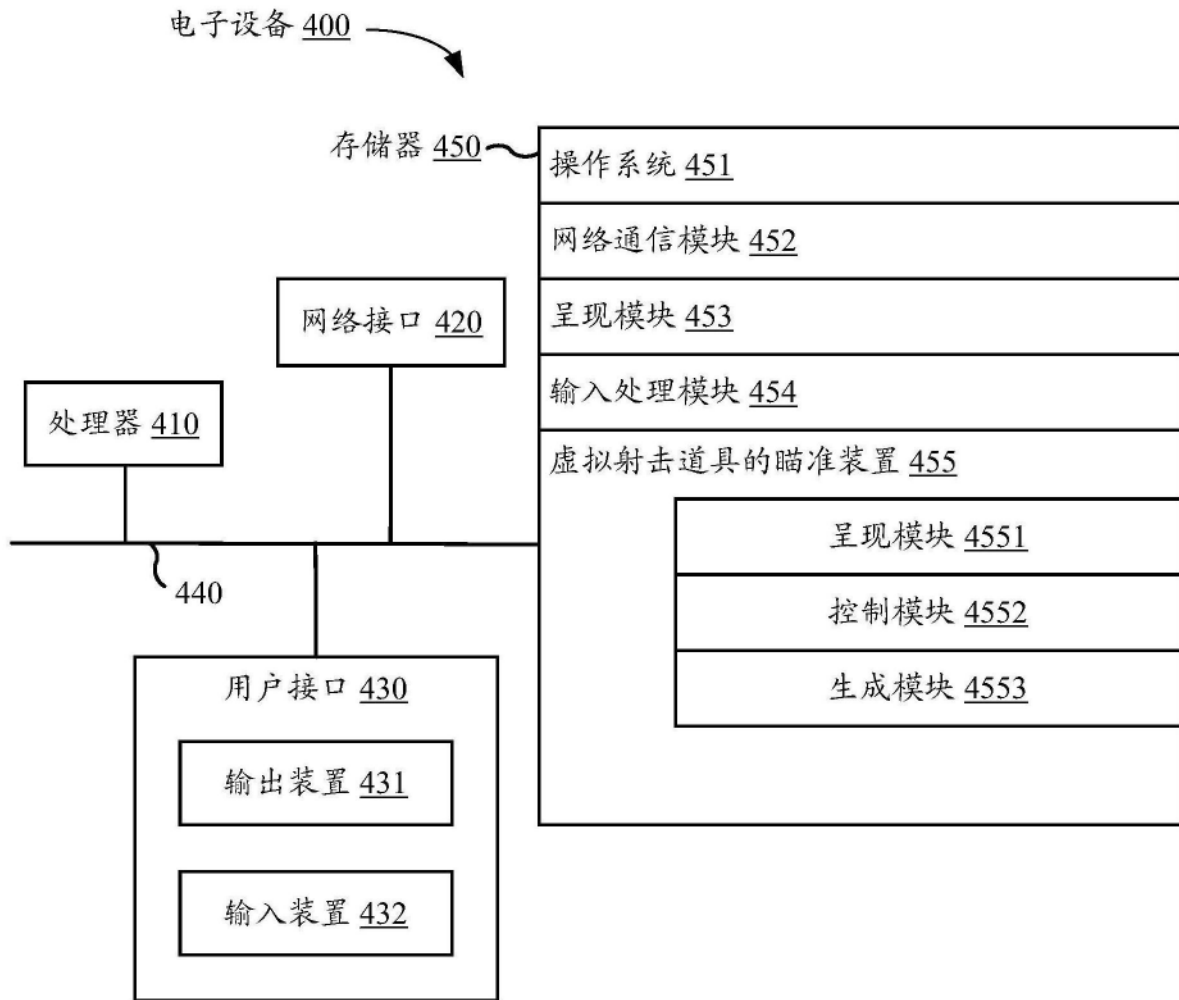 电子设备 400
存储器 450
操作系统 451
网络通信模块 452
呈现模块 453
输入处理模块 454
虚拟射击道具的瞄准装置 455
呈现模块 4551
控制模块 4552
生成模块 4553
网络接口 420
处理器 410
440
用户接口 430
输出装置 431
输入装置 432